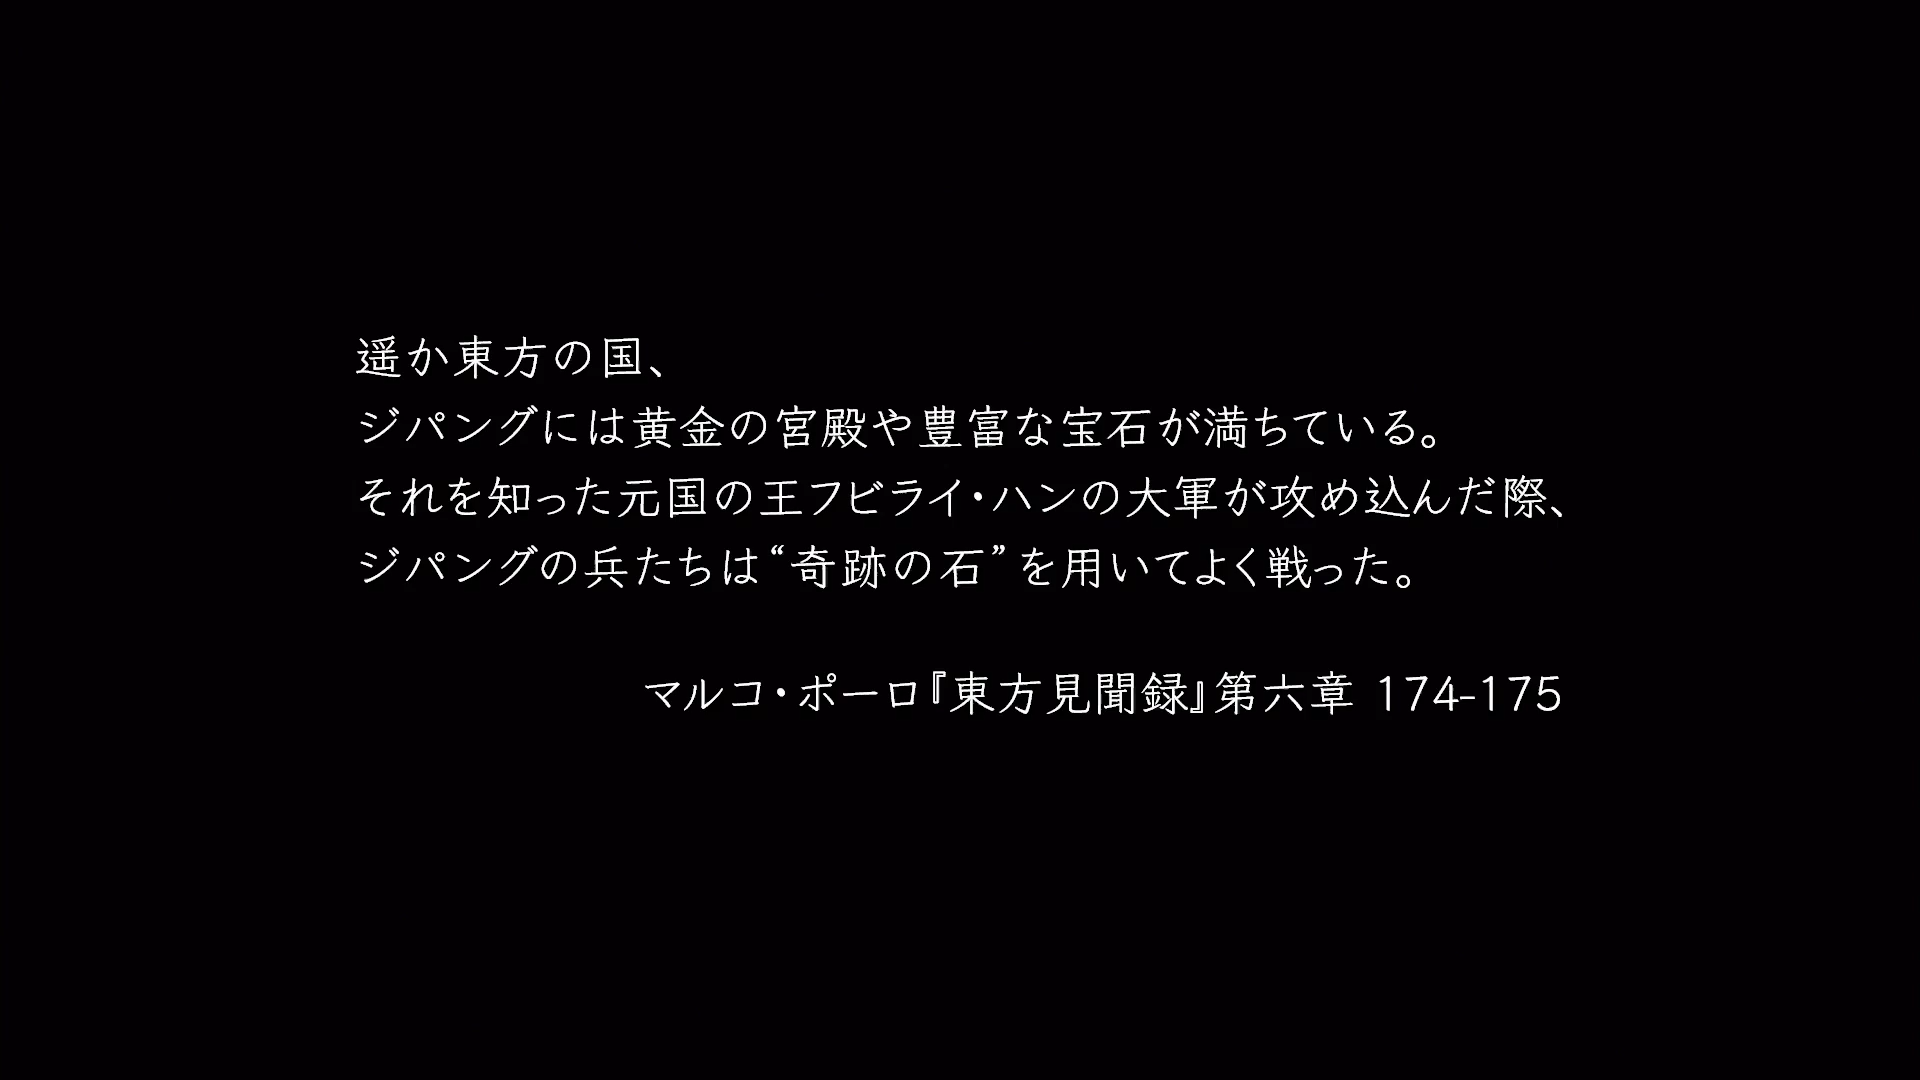 遥か東方の国、
ジパングには黄金の宮殿や豊富な宝石が満ちている。
それを知った元国の王フビライ・ハンの大軍が攻め込んだ際、
ジパングの兵たちは“奇跡の石”を用いてよく戦った。
マルコ・ポーロ『東方見聞録』第六章 174-175